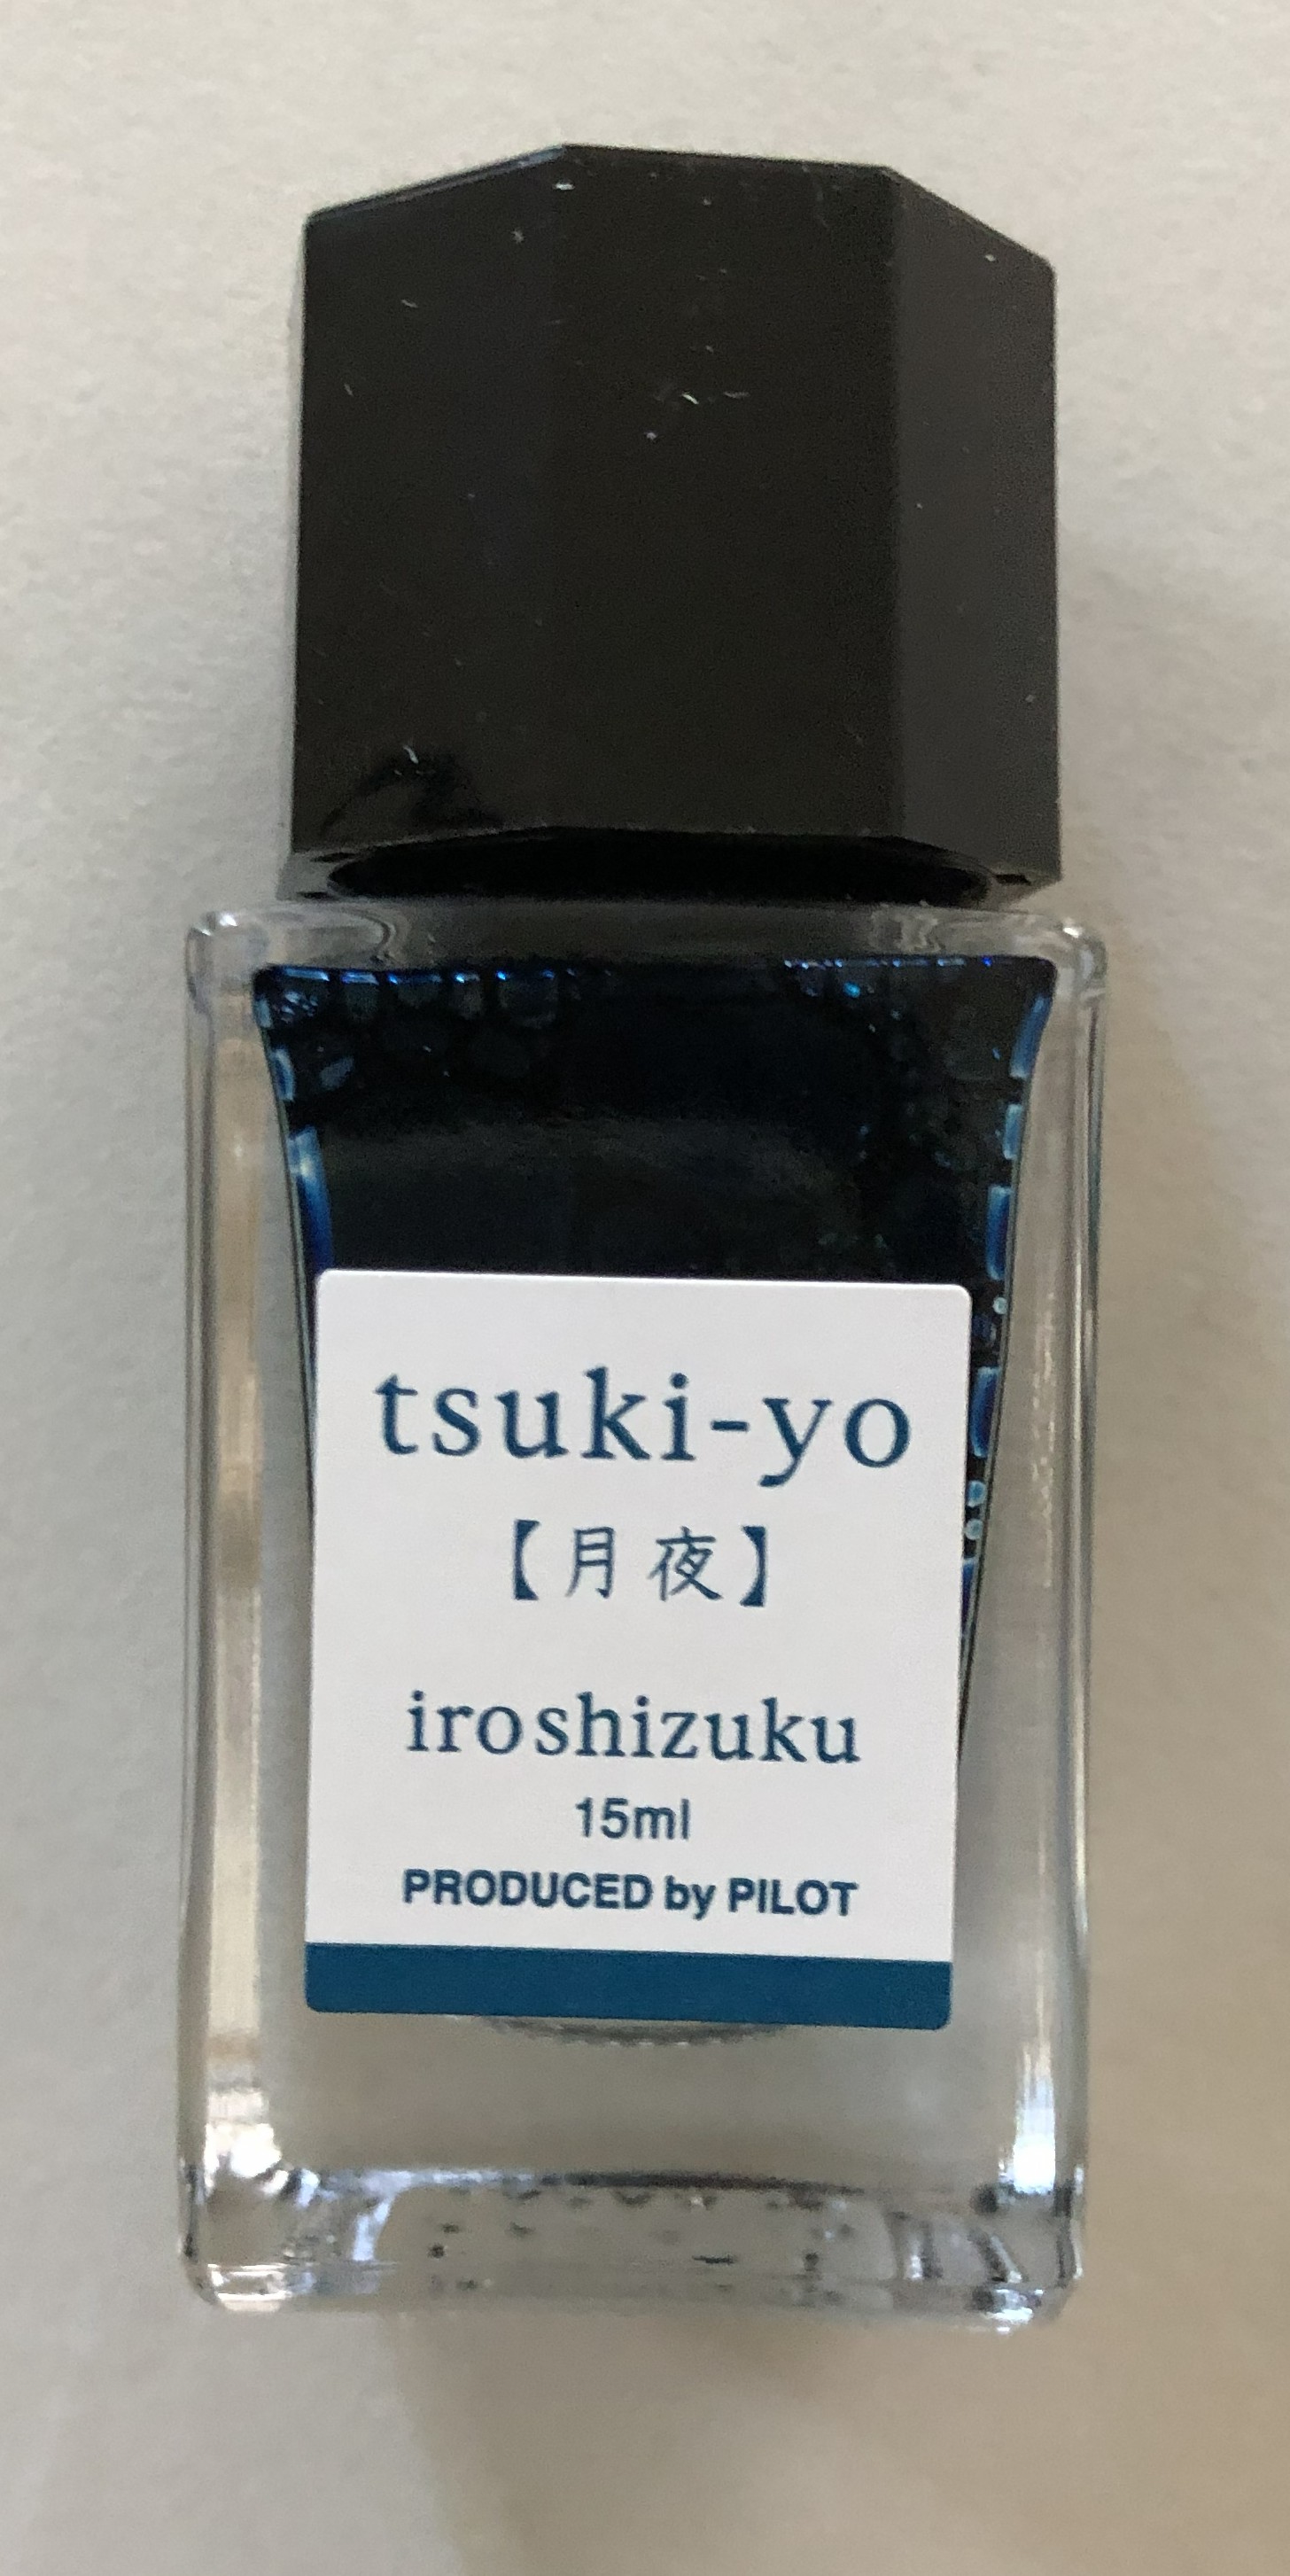 tsuki-yo
【月夜】
iroshizuku
15ml
PRODUCED by PILOT